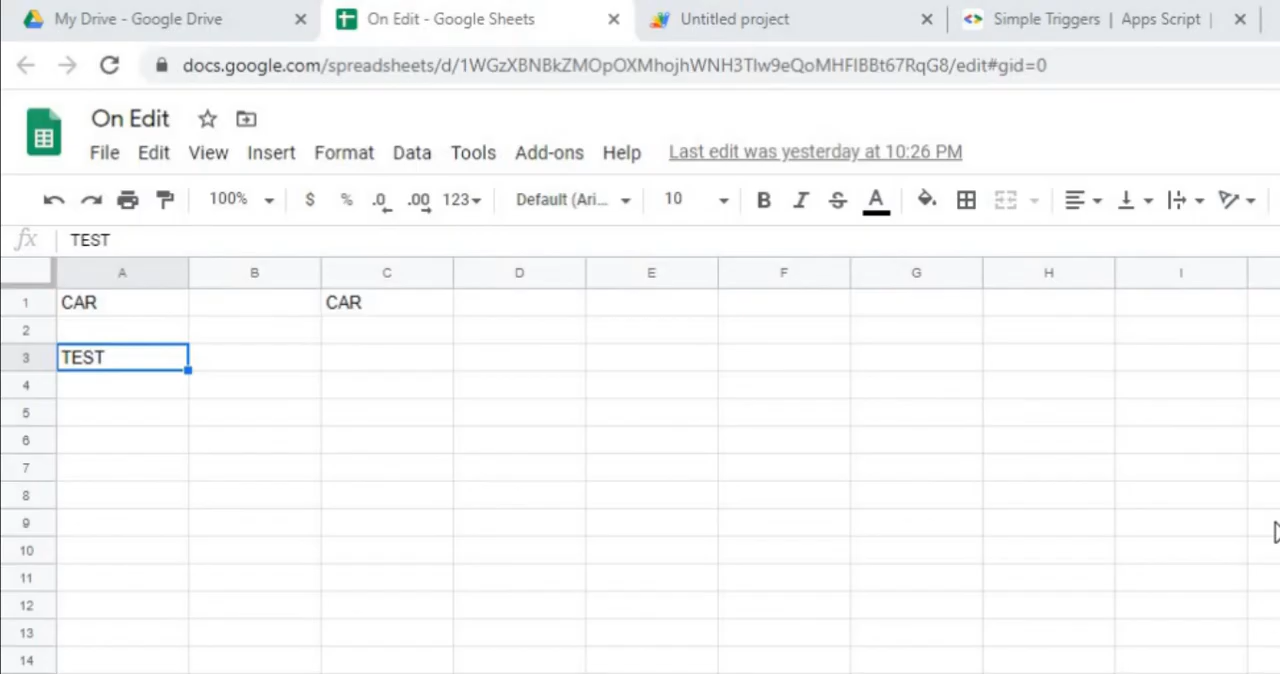 My Drive - Google Drive
On Edit - Google Sheets
Untitled project
Simple Triggers | Apps Script |
docs.google.com/spreadsheets/d/1WGzXBNBkZMOpOXMhojhWNH3TIw9eQoMHFIBBt67RqG8/edit#gid=0
On Edit
File Edit View Insert Format Data Tools Add-ons Help Last edit was yesterday at 10:26 PM
100% $ % .0 .00 123 Default (Ari... 10 B I S A
fx TEST
A B C D E F G H I
1 CAR CAR
2
3 TEST
4
5
6
7
8
9
10
11
12
13
14